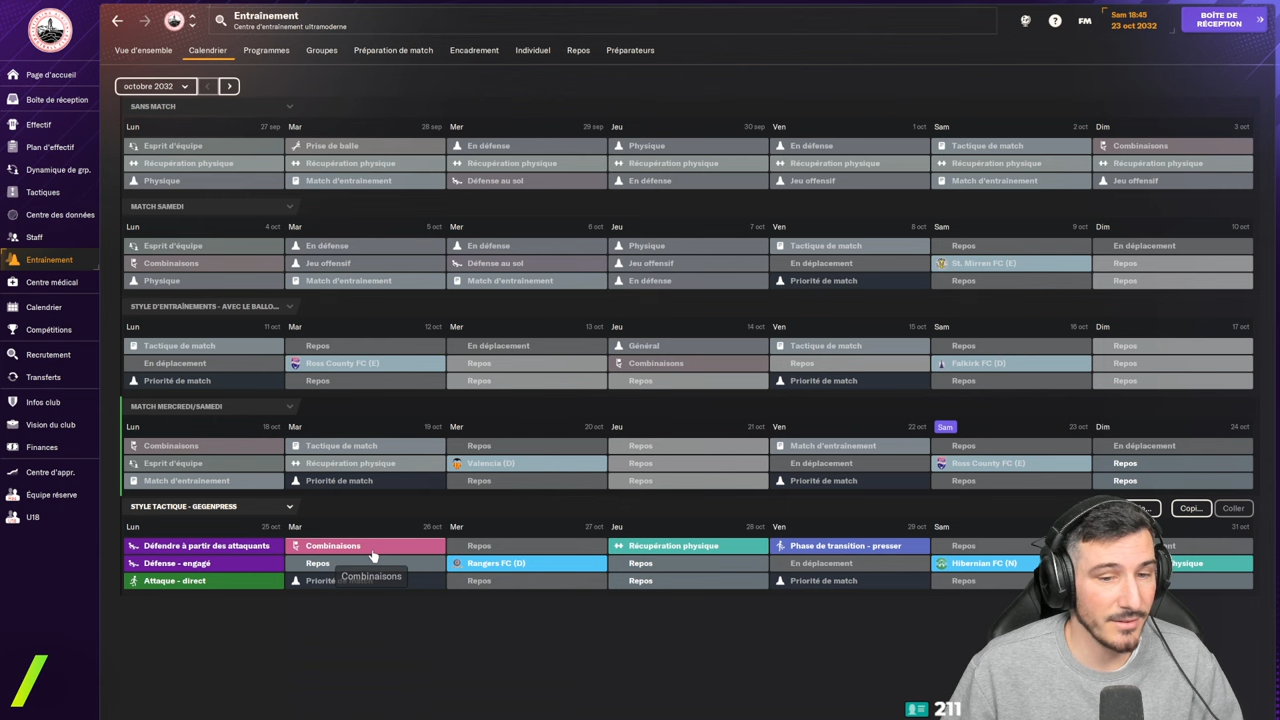 Entraînement
Centre d'entraînement ultramoderne
Sam 18:45
23 oct 2032
FM
BOÎTE DE RÉCEPTION
Vue d'ensemble Calendrier Programmes Groupes Préparation de match Encadrement Individuel Repos Préparateurs
Page d'accueil
Boîte de réception
Effectif
Plan d'effectif
Dynamique de grp.
Tactiques
Centre des données
Staff
Entraînement
Centre médical
Calendrier
Compétitions
Recrutement
Transferts
Infos club
Vision du club
Finances
Centre d'appr.
Équipe réserve
U18
octobre 2032
SANS MATCH
Lun 27 sep Mar 28 sep Mer 29 sep Jeu 30 sep Ven 1 oct Sam 2 oct Dim 3 oct
Esprit d'équipe Prise de balle En défense Physique En défense Tactique de match Combinaisons
Récupération physique Récupération physique Récupération physique Récupération physique Récupération physique Récupération physique Récupération physique
Physique Match d'entraînement Défense au sol En défense Jeu offensif Match d'entraînement Jeu offensif
MATCH SAMEDI
Lun 4 oct Mar 5 oct Mer 6 oct Jeu 7 oct Ven 8 oct Sam 9 oct Dim 10 oct
Esprit d'équipe En défense En défense Physique Tactique de match Repos En déplacement
Combinaisons Jeu offensif Défense au sol Jeu offensif En déplacement St. Mirren FC (E) Repos
Physique Match d'entraînement Match d'entraînement En défense Priorité de match Repos Repos
STYLE D'ENTRAÎNEMENTS - AVEC LE BALLO...
Lun 11 oct Mar 12 oct Mer 13 oct Jeu 14 oct Ven 15 oct Sam 16 oct Dim 17 oct
Tactique de match Repos En déplacement Général Tactique de match Repos Repos
En déplacement Ross County FC (E) Repos Combinaisons Repos Falkirk FC (D) Repos
Priorité de match Repos Repos Repos Priorité de match Repos Repos
MATCH MERCREDI/SAMEDI
Lun 18 oct Mar 19 oct Mer 20 oct Jeu 21 oct Ven 22 oct Sam 23 oct Dim 24 oct
Combinaisons Tactique de match Repos Repos Match d'entraînement Repos En déplacement
Esprit d'équipe Récupération physique Valencia (D) Repos En déplacement Ross County FC (E) Repos
Match d'entraînement Priorité de match Repos Repos Priorité de match Repos Repos
STYLE TACTIQUE - GEGENPRESS Copi... Coller
Lun 25 oct Mar 26 oct Mer 27 oct Jeu 28 oct Ven 29 oct Sam 31 oct
Défendre à partir des attaquants Combinaisons Repos Récupération physique Phase de transition - presser Repos
Défense - engagé Repos Rangers FC (D) Repos En déplacement Hibernian FC (N)
Attaque - direct Repos Repos Priorité de match Repos
Combinaisons
211